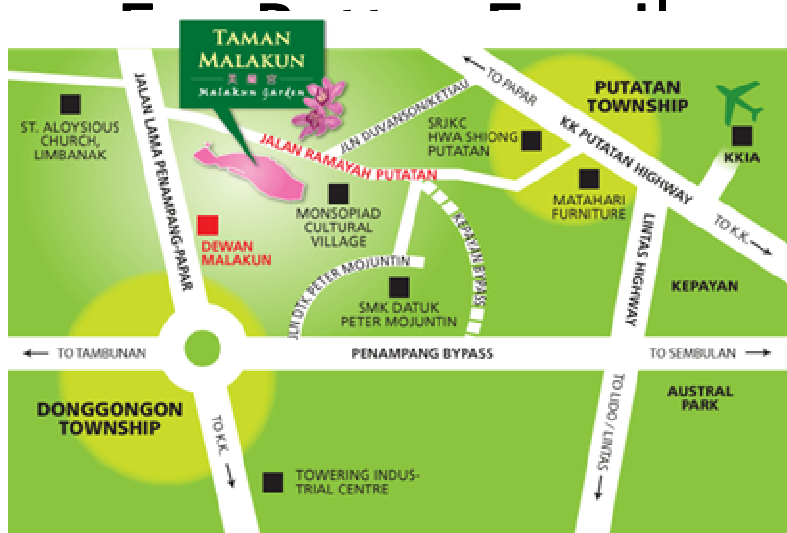 TAMAN
MALAKUN
Malakun Garden
ST. ALOYSIOUS
CHURCH,
LIMBANAK
JALAN LAMA PENAMPANG-PAPAR
JALAN RAMAYAH PUTATAN
JLN DUVANSON/KETIAU
TO PAPAR
PUTATAN
TOWNSHIP
SRJKC
HWA SHIONG
PUTATAN
KK PUTATAN HIGHWAY
KKIA
MATAHARI
FURNITURE
TO K.K.
MONSOPIAD
CULTURAL
VILLAGE
DEWAN
MALAKUN
KEPAYAN BYPASS
JLN DTK PETER MOJUNTIN
SMK DATUK
PETER MOJUNTIN
LINTAS HIGHWAY
KEPAYAN
TO TAMBUNAN
PENAMPANG BYPASS
TO SEMBULAN
DONGGONGON
TOWNSHIP
TO K.K.
TO LIDO / LINTAS
AUSTRAL
PARK
TOWERING INDUS-
TRIAL CENTRE